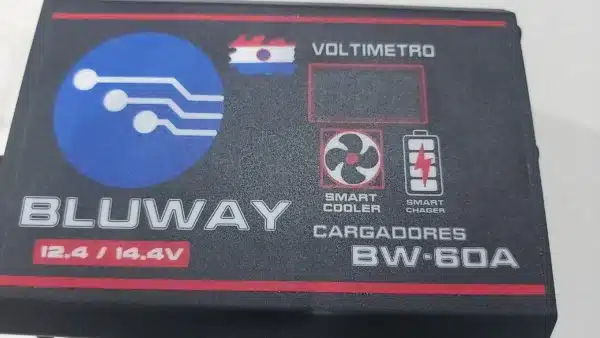 VOLTIMETRO
BLUWAY
12.4 / 14.4V
SMART
COOLER
SMART
CHAGER
CARGADORES
BW-60A